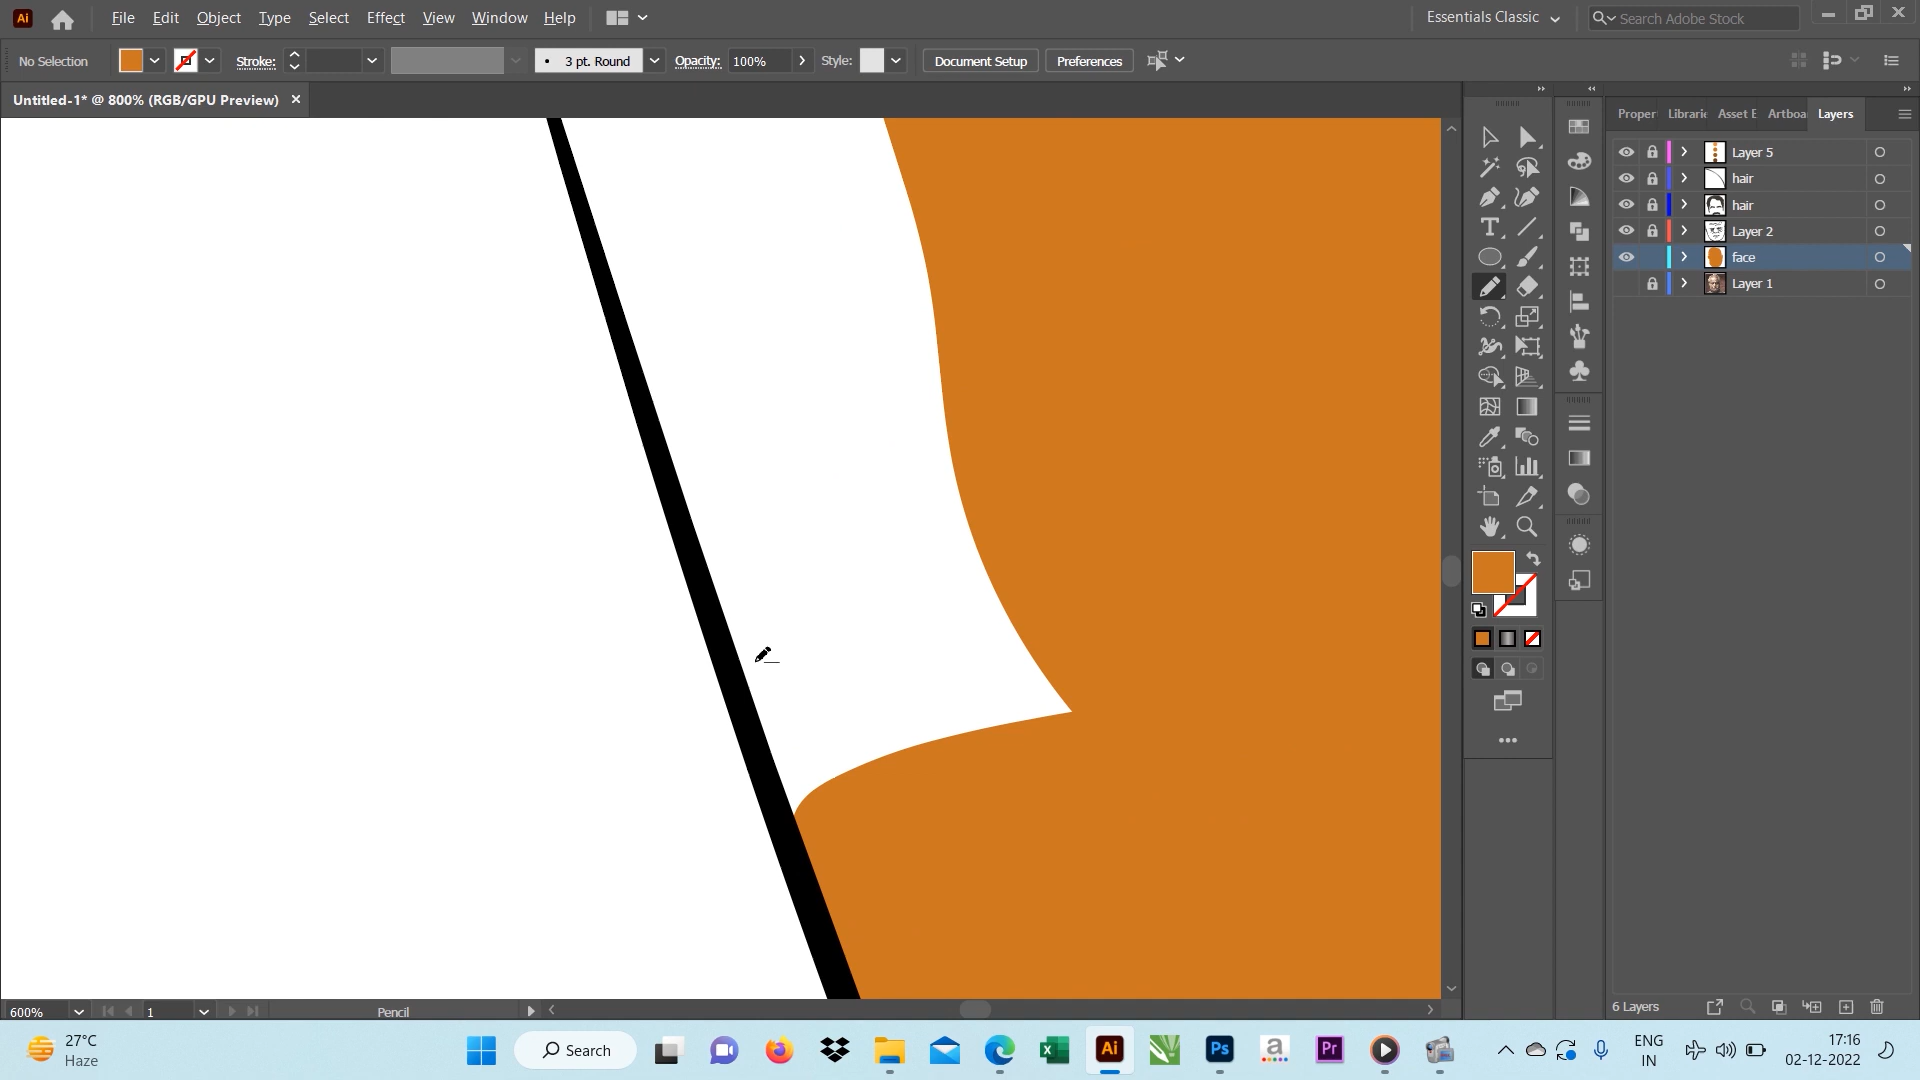 Ai File Edit Object Type Select Effect View Window Help Essentials Classic Search Adobe Stock
No Selection Stroke: 3 pt. Round Opacity: 100% Style: Document Setup Preferences
Untitled-1* @ 800% (RGB/GPU Preview)
Proper Librarie Asset E Artboa Layers
Layer 5
hair
hair
Layer 2
face
Layer 1
600% 1 Pencil
6 Layers
27°C
Haze
Search
Ai
Ps
a
Pr
ENG
IN
17:16
02-12-2022